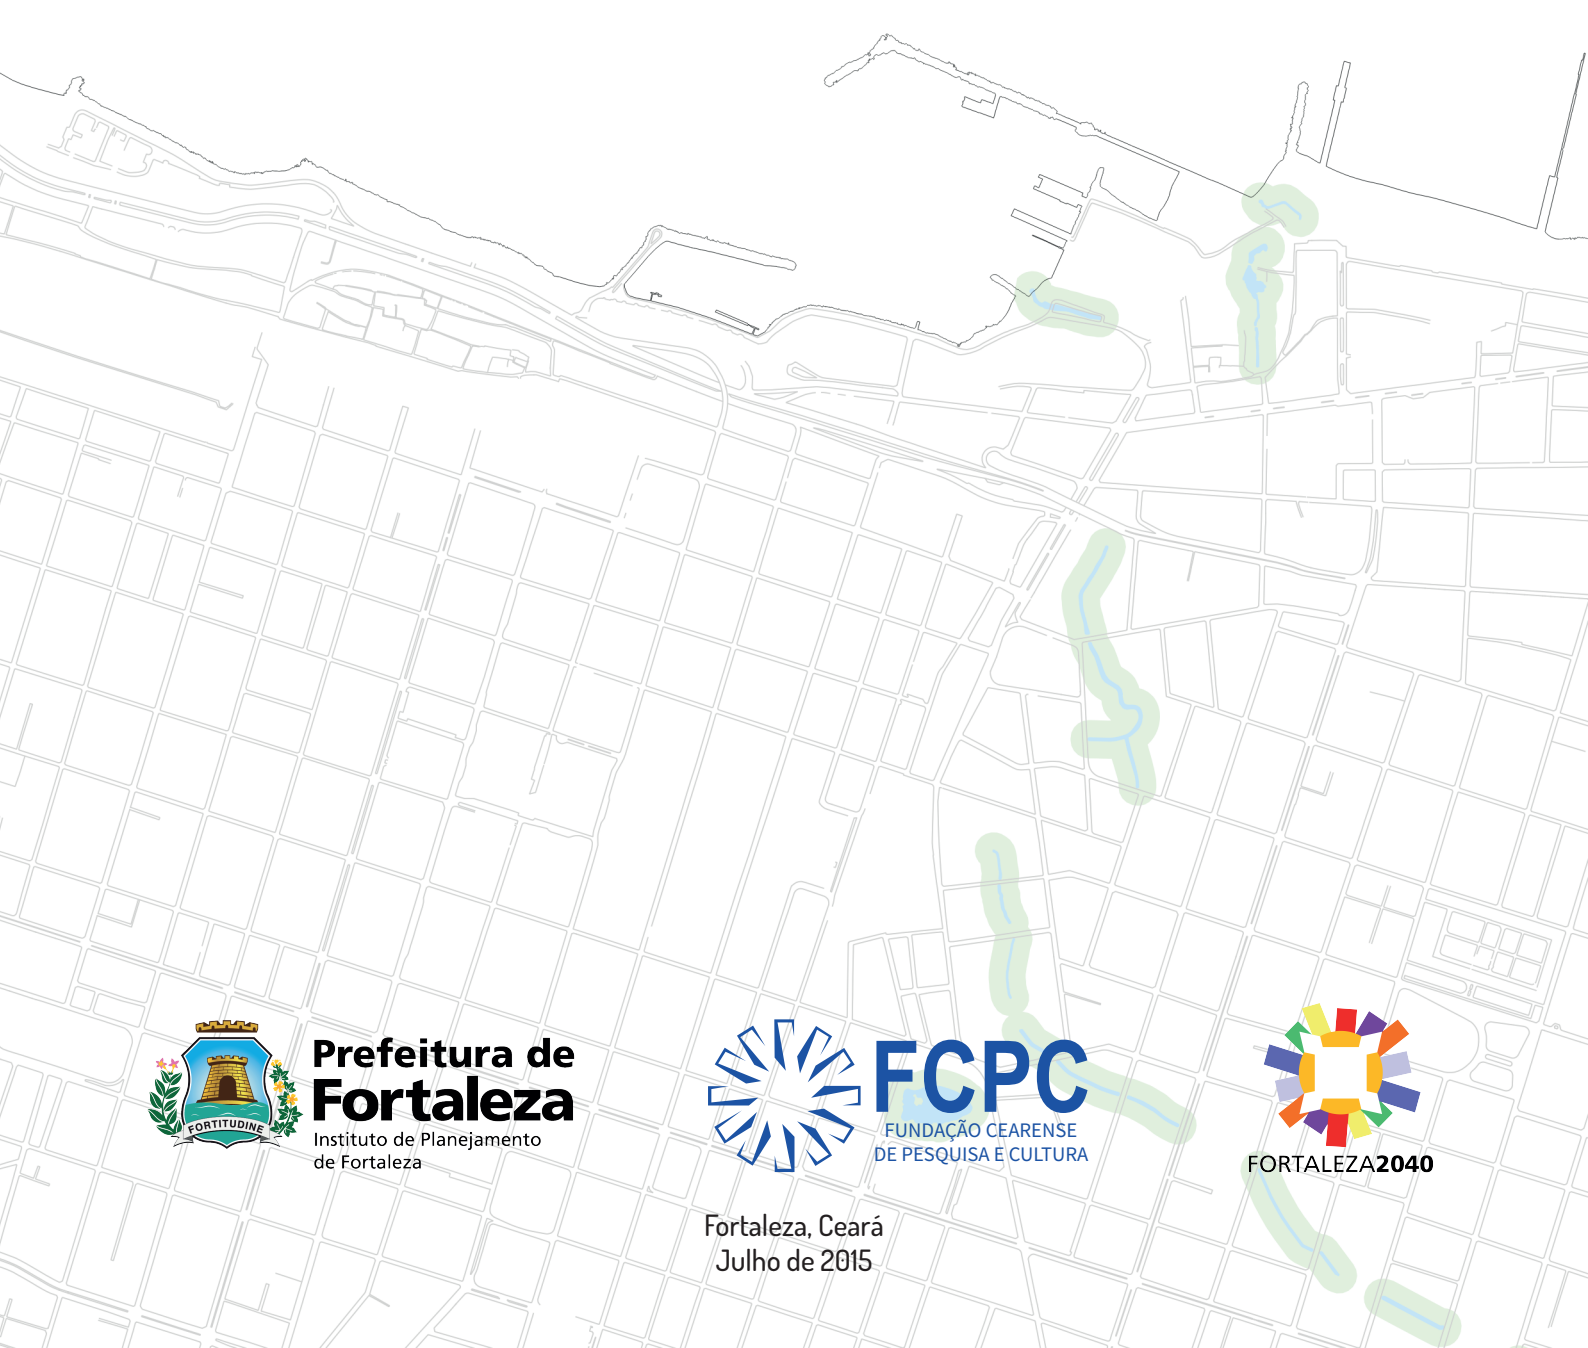 Prefeitura de
Fortaleza
Instituto de Planejamento
de Fortaleza
FORTITUDINE
FCPC
FUNDAÇÃO CEARENSE
DE PESQUISA E CULTURA
FORTALEZA2040
Fortaleza, Ceará
Julho de 2015